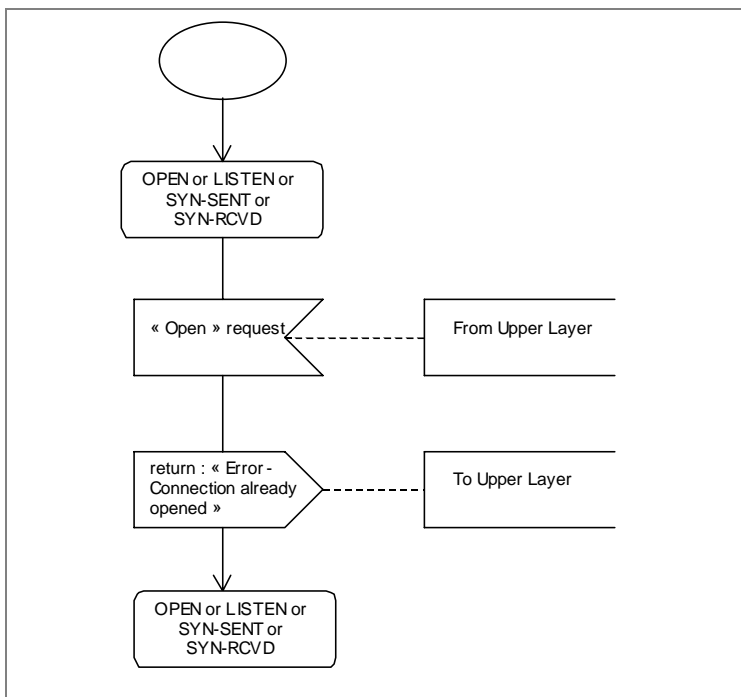 OPEN or LISTEN or
SYN-SENT or
SYN-RCVD
« Open » request
From Upper Layer
return : « Error -
Connection already
opened »
To Upper Layer
OPEN or LISTEN or
SYN-SENT or
SYN-RCVD